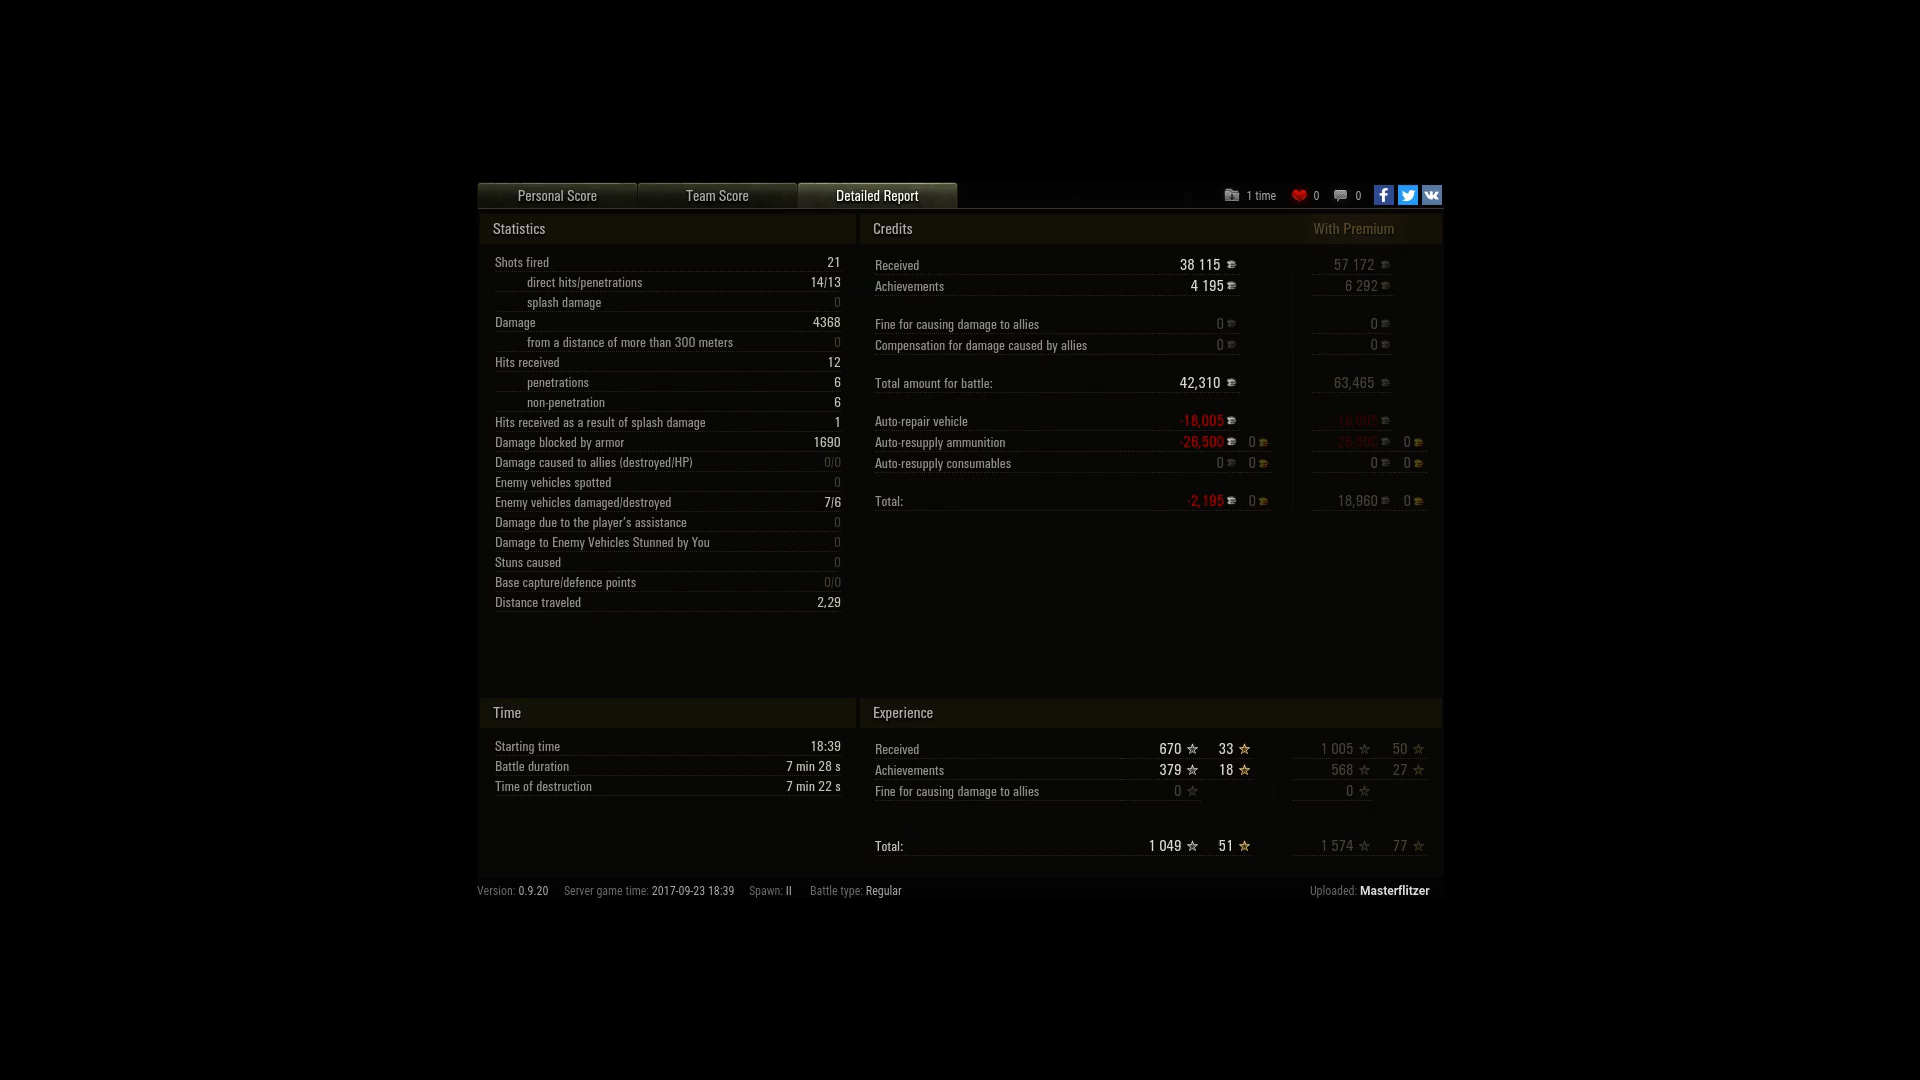 Personal Score Team Score Detailed Report 1 time 0 0
Statistics
Shots fired 21
direct hits/penetrations 14/13
splash damage 0
Damage 4368
from a distance of more than 300 meters 0
Hits received 12
penetrations 6
non-penetration 6
Hits received as a result of splash damage 1
Damage blocked by armor 1690
Damage caused to allies (destroyed/HP) 0/0
Enemy vehicles spotted 0
Enemy vehicles damaged/destroyed 7/6
Damage due to the player's assistance 0
Damage to Enemy Vehicles Stunned by You 0
Stuns caused 0
Base capture/defence points 0/0
Distance traveled 2,29
Credits With Premium
Received 38 115 57 172
Achievements 4 195 6 292
Fine for causing damage to allies 0 0
Compensation for damage caused by allies 0 0
Total amount for battle: 42,310 63,465
Auto-repair vehicle -18,005
Auto-resupply ammunition -26,500 0 -26,500 0
Auto-resupply consumables 0 0 0 0
Total: -2,195 0 18,960 0
Time
Starting time 18:39
Battle duration 7 min 28 s
Time of destruction 7 min 22 s
Experience
Received 670 33 1 005 50
Achievements 379 18 568 27
Fine for causing damage to allies 0 0
Total: 1 049 51 1 574 77
Version: 0.9.20 Server game time: 2017-09-23 18:39 Spawn: II Battle type: Regular Uploaded: Masterflitzer